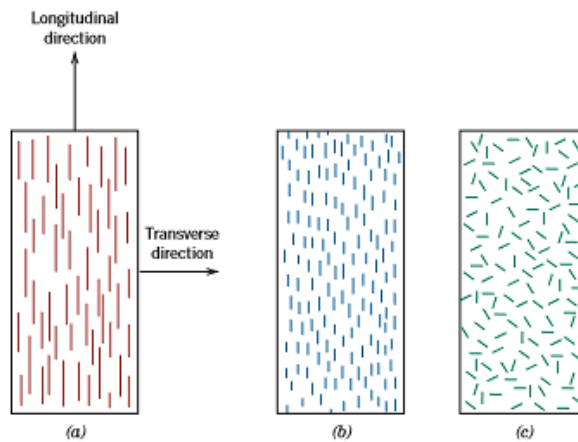 Longitudinal
direction
Transverse
direction
(a)
(b)
(c)